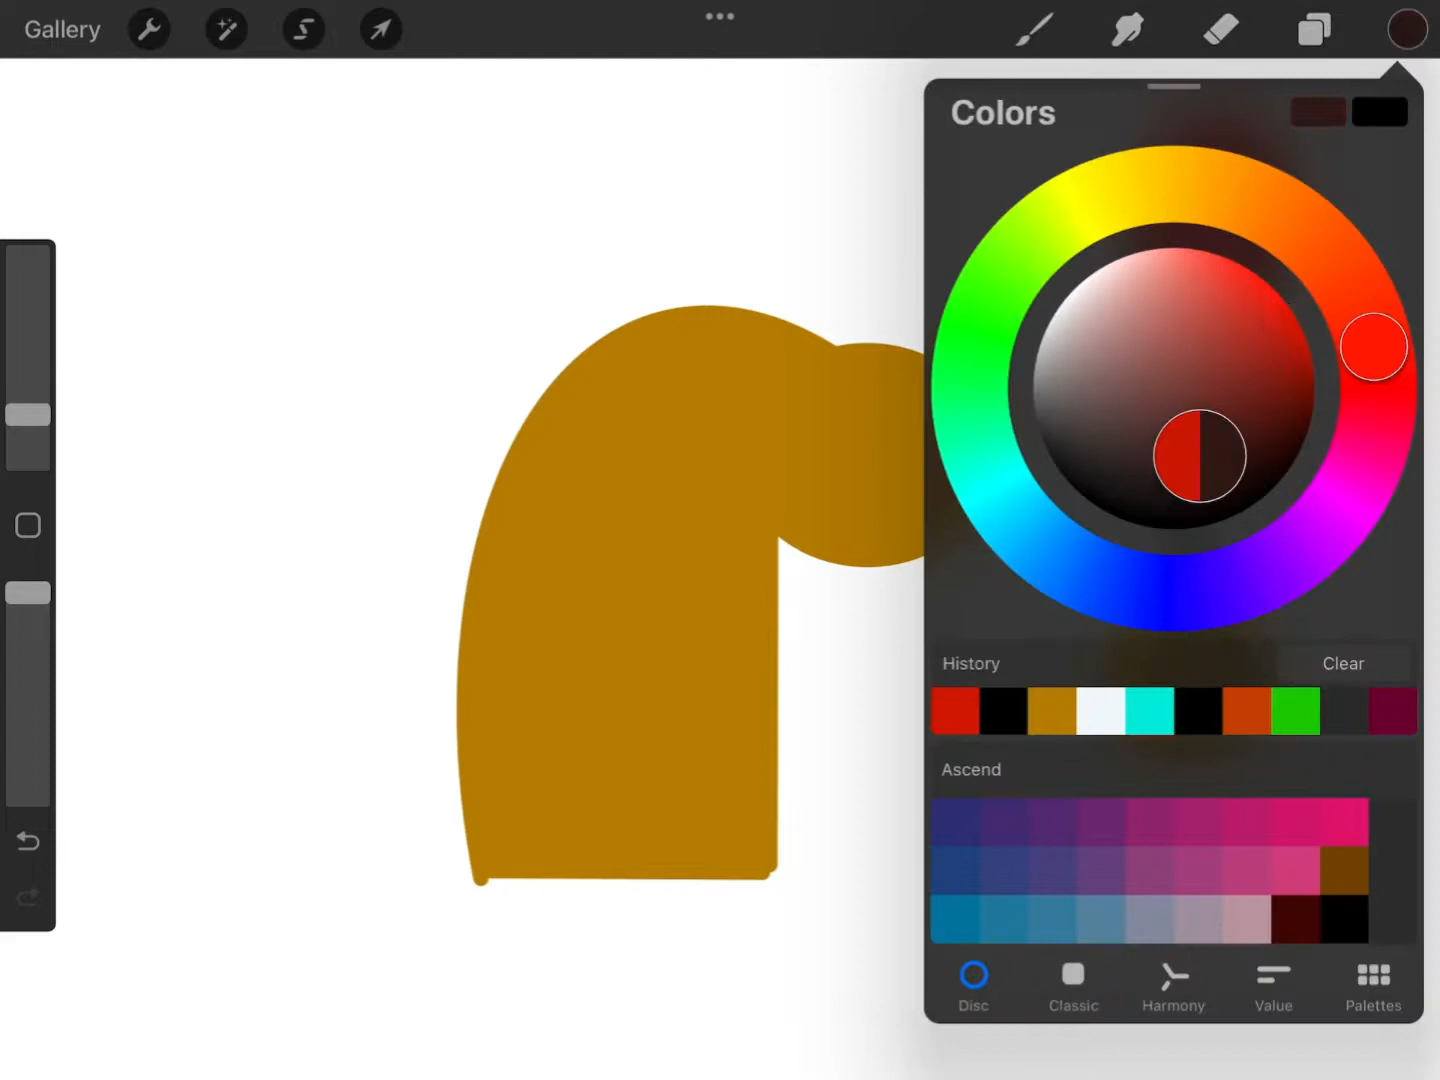 Gallery
Colors
History
Clear
Ascend
Disc
Classic
Harmony
Value
Palettes